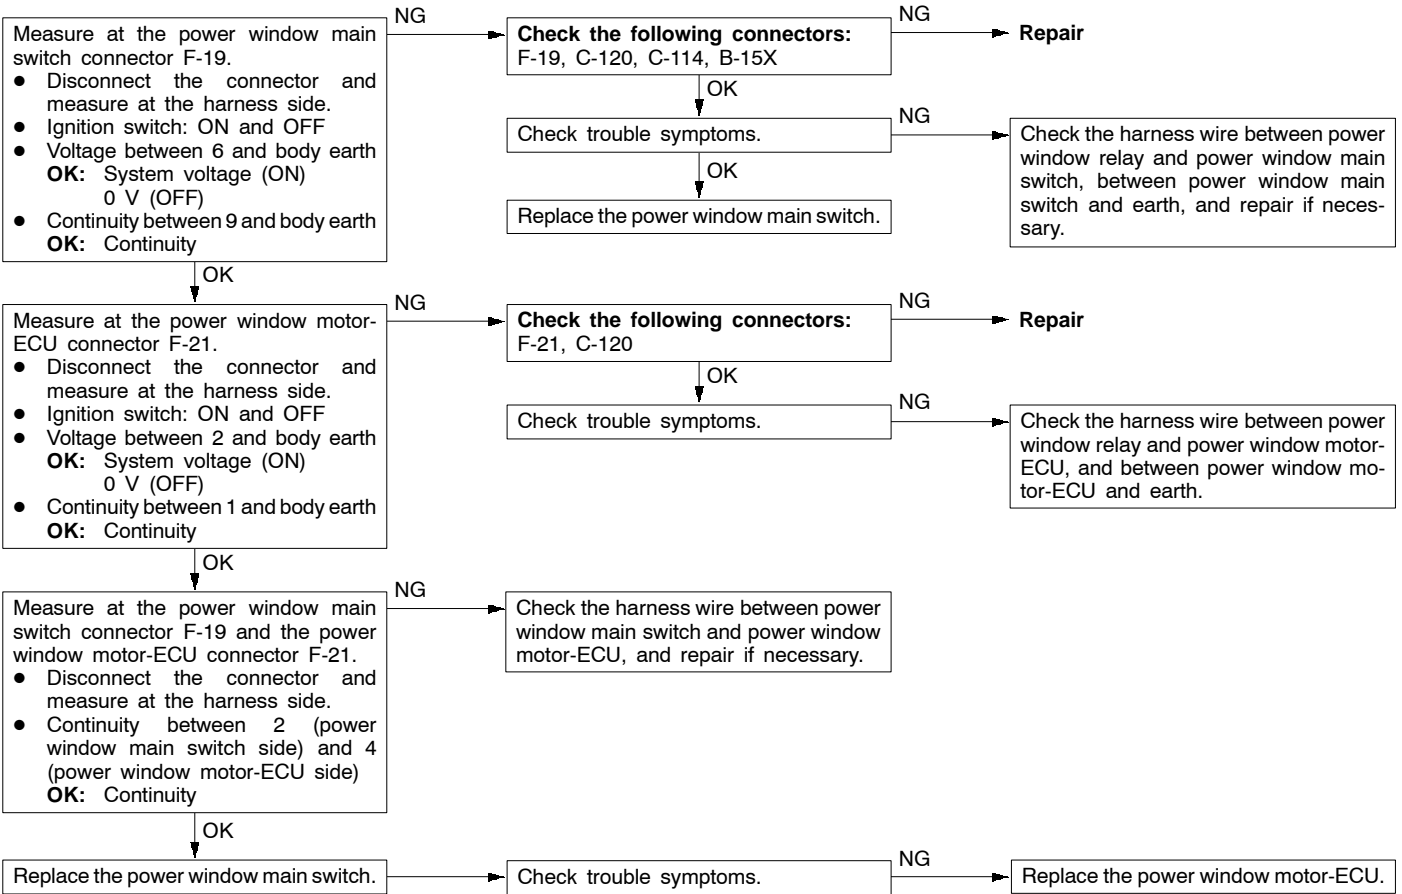 Measure at the power window main
switch connector F-19.
● Disconnect the connector and
measure at the harness side.
● Ignition switch: ON and OFF
● Voltage between 6 and body earth
OK: System voltage (ON)
0 V (OFF)
● Continuity between 9 and body earth
OK: Continuity
NG
Check the following connectors:
F-19, C-120, C-114, B-15X
NG
Repair
OK
Check trouble symptoms.
NG
Check the harness wire between power
window relay and power window main
switch, between power window main
switch and earth, and repair if neces-
sary.
OK
Replace the power window main switch.
OK
Measure at the power window motor-
ECU connector F-21.
● Disconnect the connector and
measure at the harness side.
● Ignition switch: ON and OFF
● Voltage between 2 and body earth
OK: System voltage (ON)
0 V (OFF)
● Continuity between 1 and body earth
OK: Continuity
NG
Check the following connectors:
F-21, C-120
NG
Repair
OK
Check trouble symptoms.
NG
Check the harness wire between power
window relay and power window motor-
ECU, and between power window mo-
tor-ECU and earth.
OK
Measure at the power window main
switch connector F-19 and the power
window motor-ECU connector F-21.
● Disconnect the connector and
measure at the harness side.
● Continuity between 2 (power
window main switch side) and 4
(power window motor-ECU side)
OK: Continuity
NG
Check the harness wire between power
window main switch and power window
motor-ECU, and repair if necessary.
OK
Replace the power window main switch.
Check trouble symptoms.
NG
Replace the power window motor-ECU.